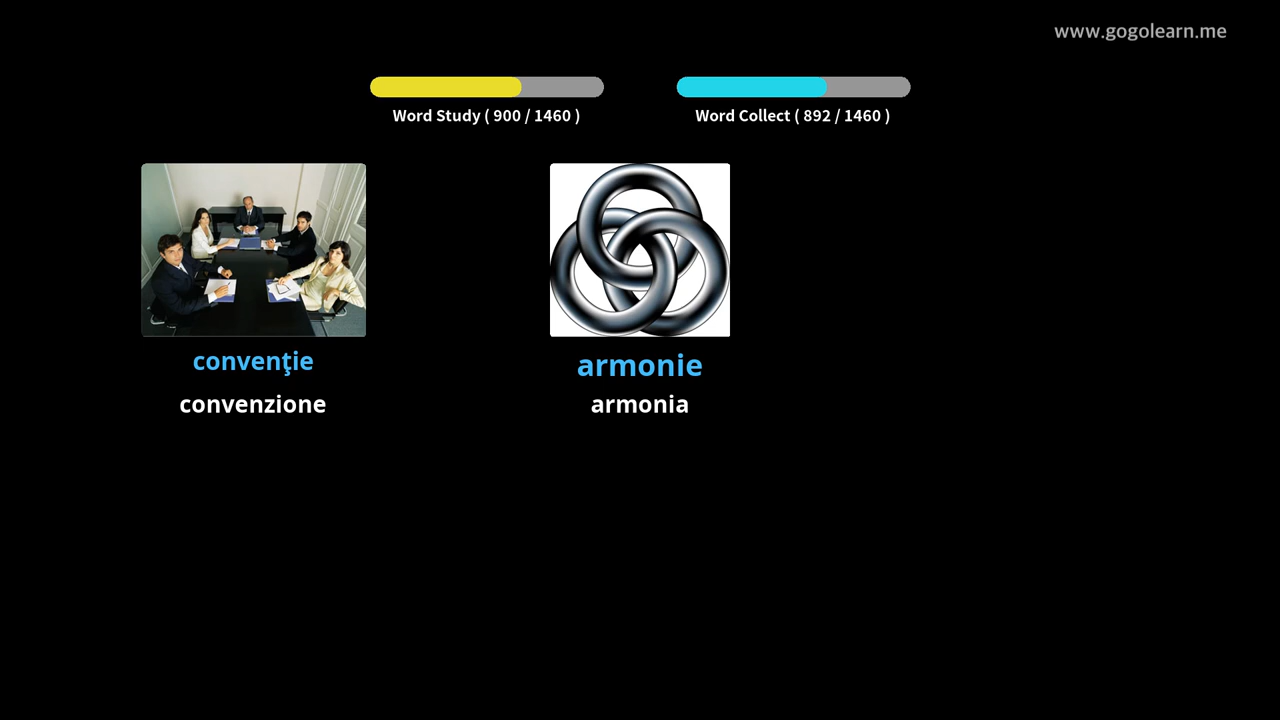 www.gogolearn.me
Word Study ( 900 / 1460 )
Word Collect ( 892 / 1460 )
convenţie
convenzione
armonie
armonia